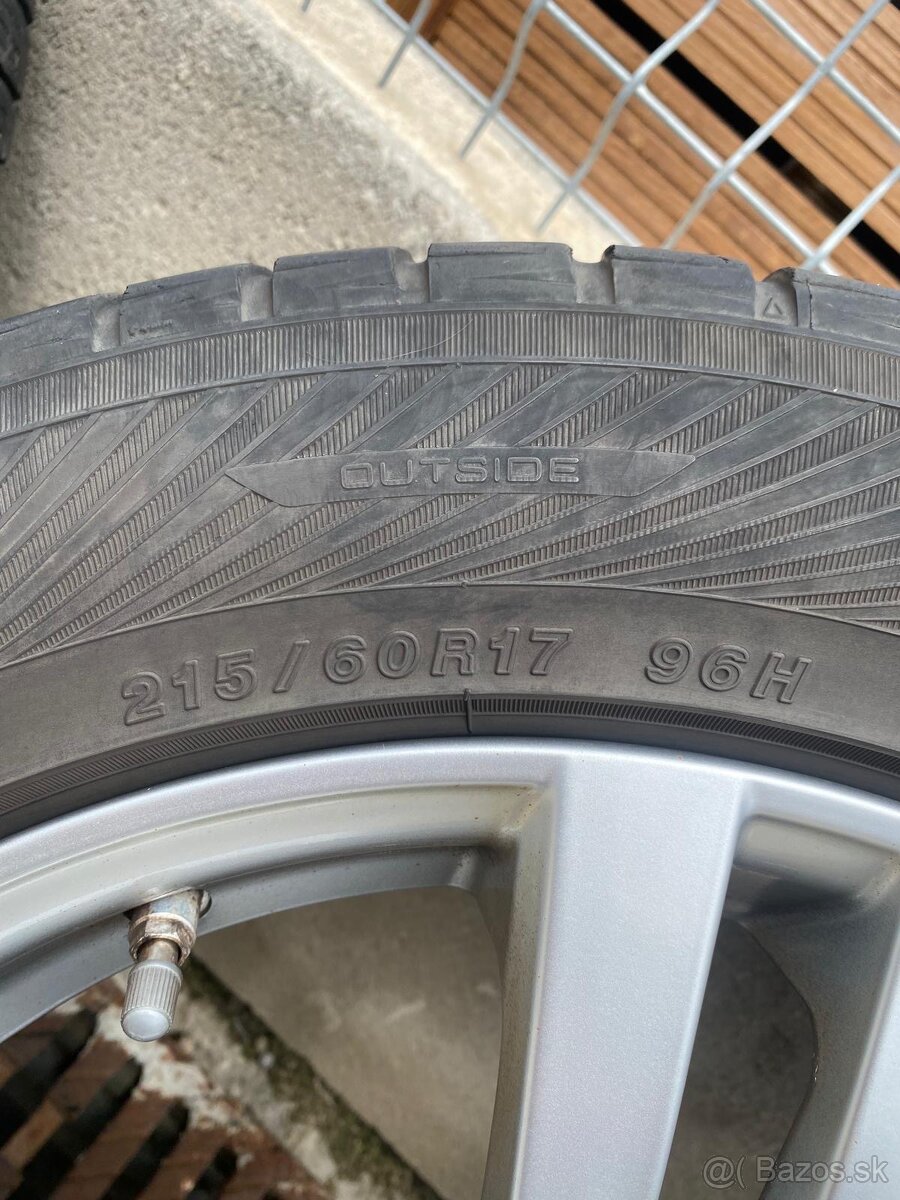 OUTSIDE
215/60R17 96H
@( Bazos.sk